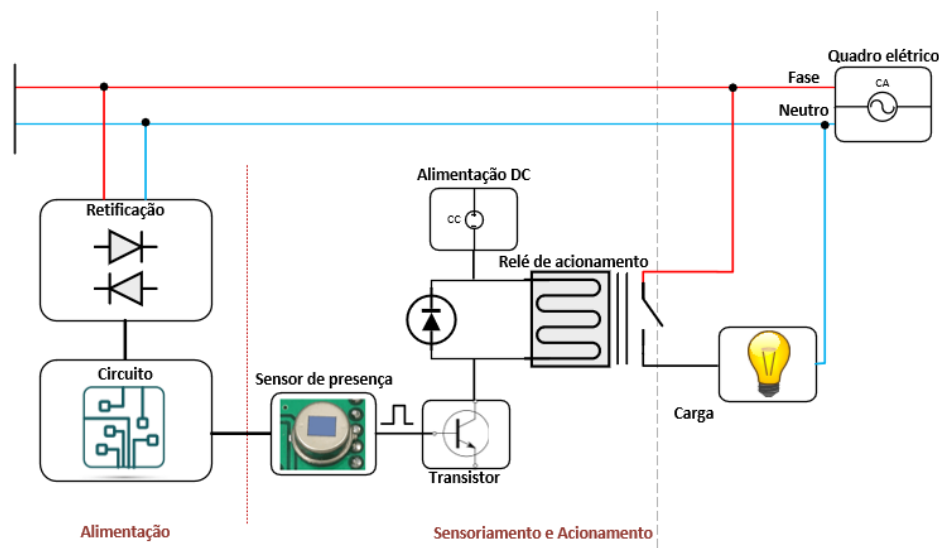 Quadro elétrico
Fase
CA
Neutro
Alimentação DC
Retificação
CC
Relé de acionamento
Circuito
Sensor de presença
Carga
Transistor
Alimentação
Sensoriamento e Acionamento